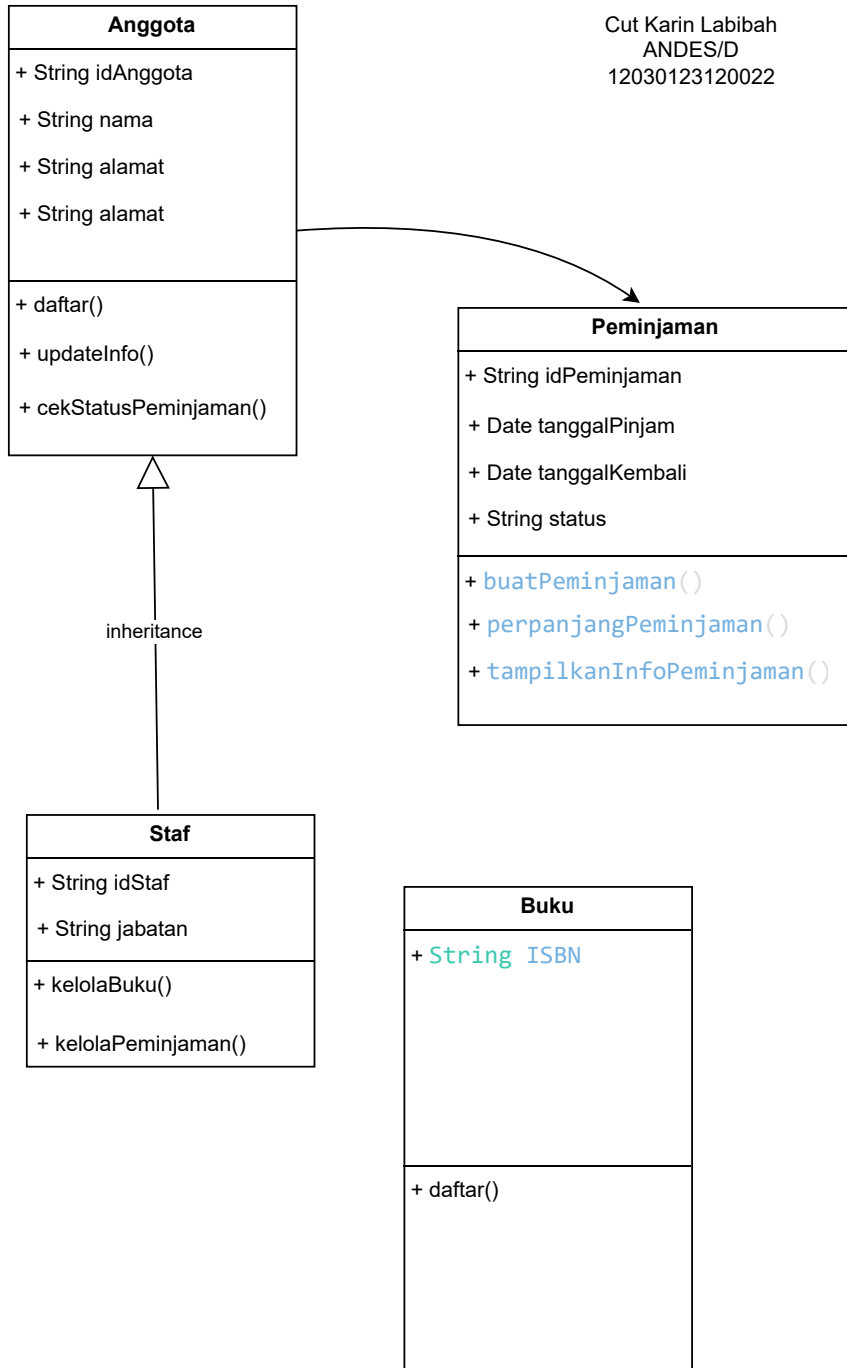 Anggota
+ String idAnggota
+ String nama
+ String alamat
+ String alamat
+ daftar()
+ updateInfo()
+ cekStatusPeminjaman()
Cut Karin Labibah
ANDES/D
12030123120022
Peminjaman
+ String idPeminjaman
+ Date tanggalPinjam
+ Date tanggalKembali
+ String status
+ buatPeminjaman()
+ perpanjangPeminjaman()
+ tampilkanInfoPeminjaman()
inheritance
Staf
+ String idStaf
+ String jabatan
+ kelolaBuku()
+ kelolaPeminjaman()
Buku
+ String ISBN
+ daftar()